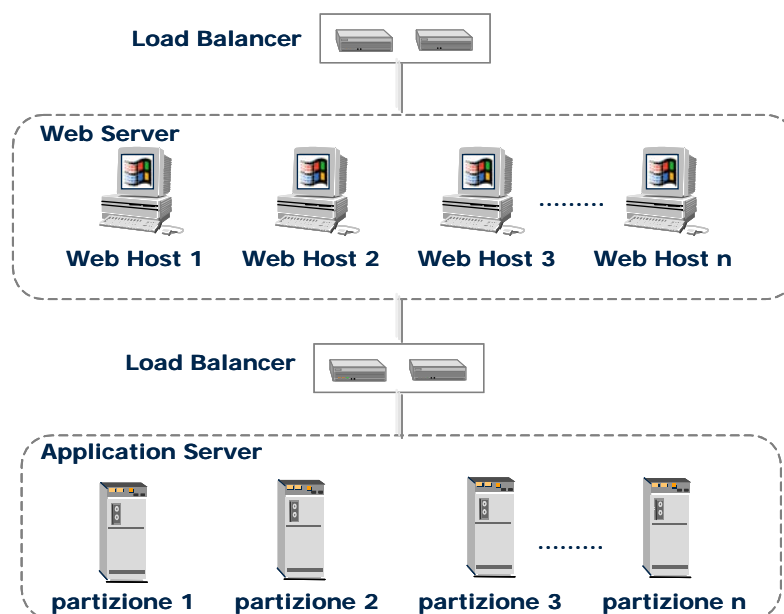 Load Balancer
Web Server
.........
Web Host 1 Web Host 2 Web Host 3 Web Host n
Load Balancer
Application Server
.........
partizione 1 partizione 2 partizione 3 partizione n